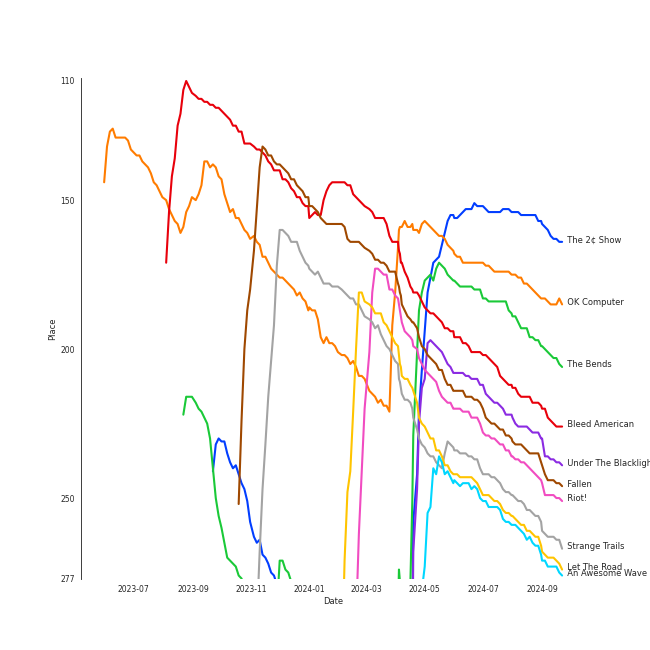 110
150
200
250
277
Place
2023-07
2023-09
2023-11
2024-01
2024-03
2024-05
2024-07
2024-09
Date
The 2¢ Show
OK Computer
The Bends
Bleed American
Under The Blackligh
Fallen
Riot!
Strange Trails
Let The Road
An Awesome Wave